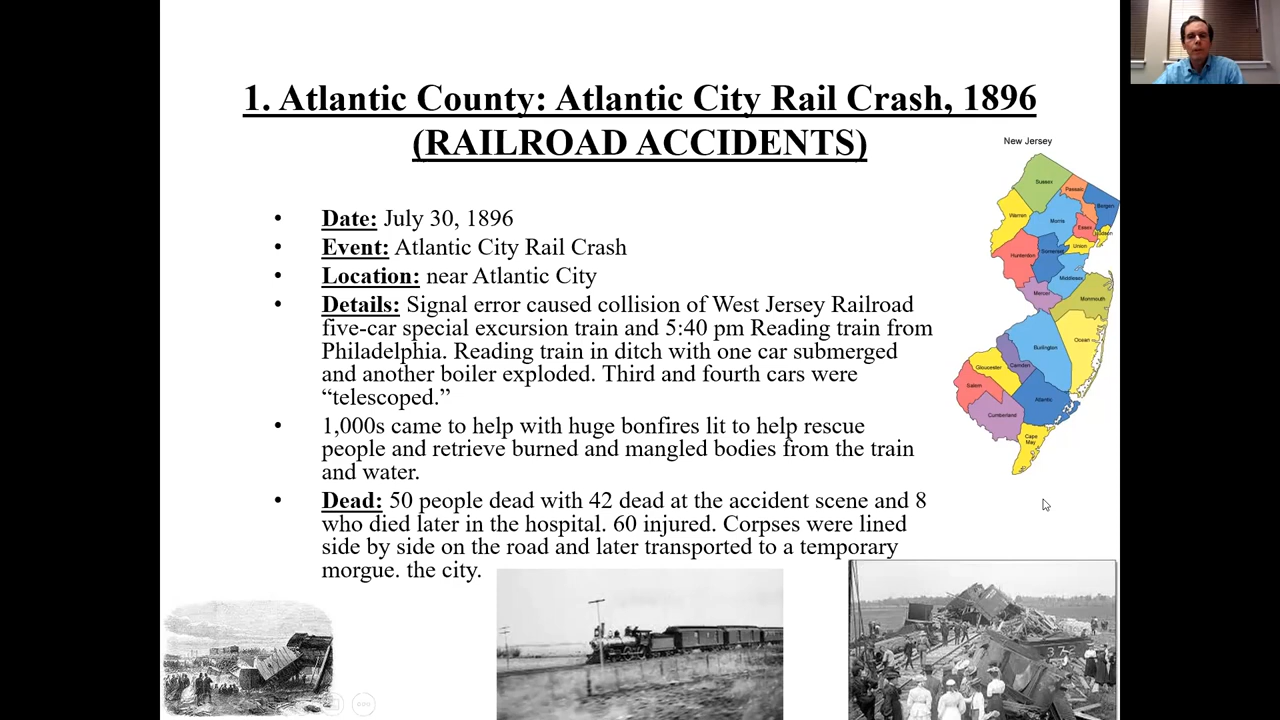 1. Atlantic County: Atlantic City Rail Crash, 1896
(RAILROAD ACCIDENTS)
New Jersey
• Date: July 30, 1896
• Event: Atlantic City Rail Crash
• Location: near Atlantic City
• Details: Signal error caused collision of West Jersey Railroad
five-car special excursion train and 5:40 pm Reading train from
Philadelphia. Reading train in ditch with one car submerged
and another boiler exploded. Third and fourth cars were
“telescoped.”
• 1,000s came to help with huge bonfires lit to help rescue
people and retrieve burned and mangled bodies from the train
and water.
• Dead: 50 people dead with 42 dead at the accident scene and 8
who died later in the hospital. 60 injured. Corpses were lined
side by side on the road and later transported to a temporary
morgue. the city.
Sussex
Passaic
Bergen
Warren
Morris
Essex
Hudson
Union
Somerset
Hunterdon
Middlesex
Mercer
Monmouth
Ocean
Burlington
Camden
Gloucester
Salem
Atlantic
Cumberland
Cape
May